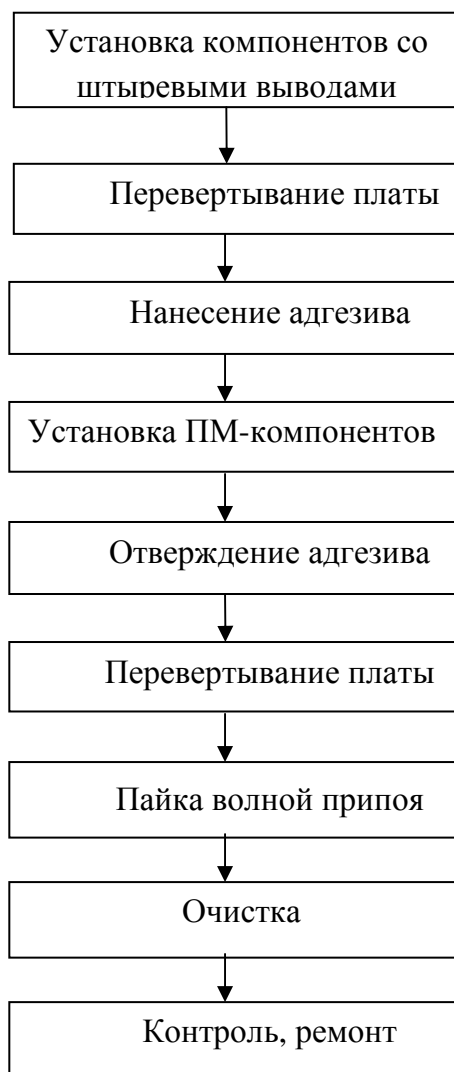 Установка компонентов со
штыревыми выводами
Перевертывание платы
Нанесение адгезива
Установка ПМ-компонентов
Отверждение адгезива
Перевертывание платы
Пайка волной припоя
Очистка
Контроль, ремонт